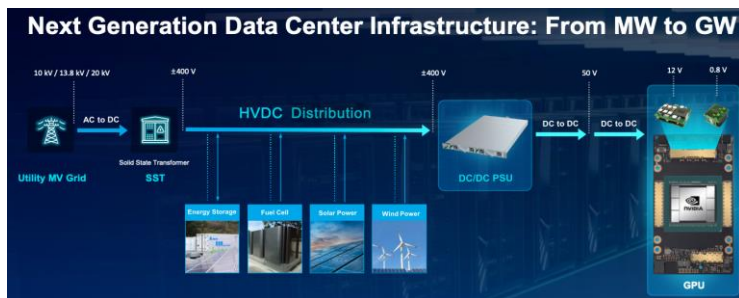 Next Generation Data Center Infrastructure: From MW to GW
10 kV / 13.8 kV / 20 kV
±400 V
±400 V
50 V
12 V
0.8 V
AC to DC
HVDC Distribution
DC to DC
DC to DC
Solid State Transformer
Utility MV Grid
SST
DC/DC PSU
Energy Storage
Fuel Cell
Solar Power
Wind Power
NVIDIA
GPU